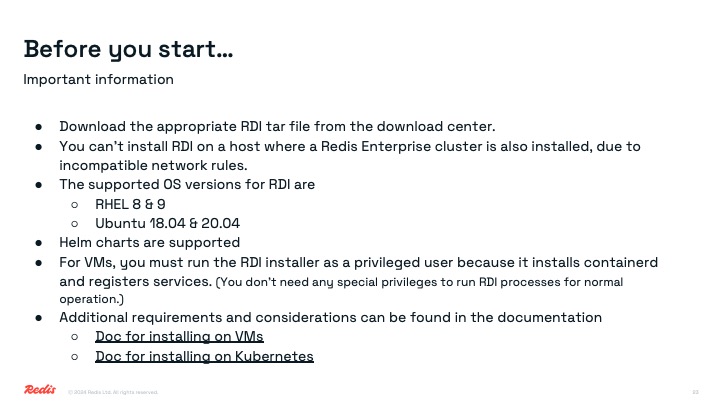 Before you start...
Important information
● Download the appropriate RDI tar file from the download center.
● You can't install RDI on a host where a Redis Enterprise cluster is also installed, due to
incompatible network rules.
● The supported OS versions for RDI are
○ RHEL 8 & 9
○ Ubuntu 18.04 & 20.04
● Helm charts are supported
● For VMs, you must run the RDI installer as a privileged user because it installs containerd
and registers services. (You don't need any special privileges to run RDI processes for normal
operation.)
● Additional requirements and considerations can be found in the documentation
○ Doc for installing on VMs
○ Doc for installing on Kubernetes
Redis © 2024 Redis Ltd. All rights reserved.